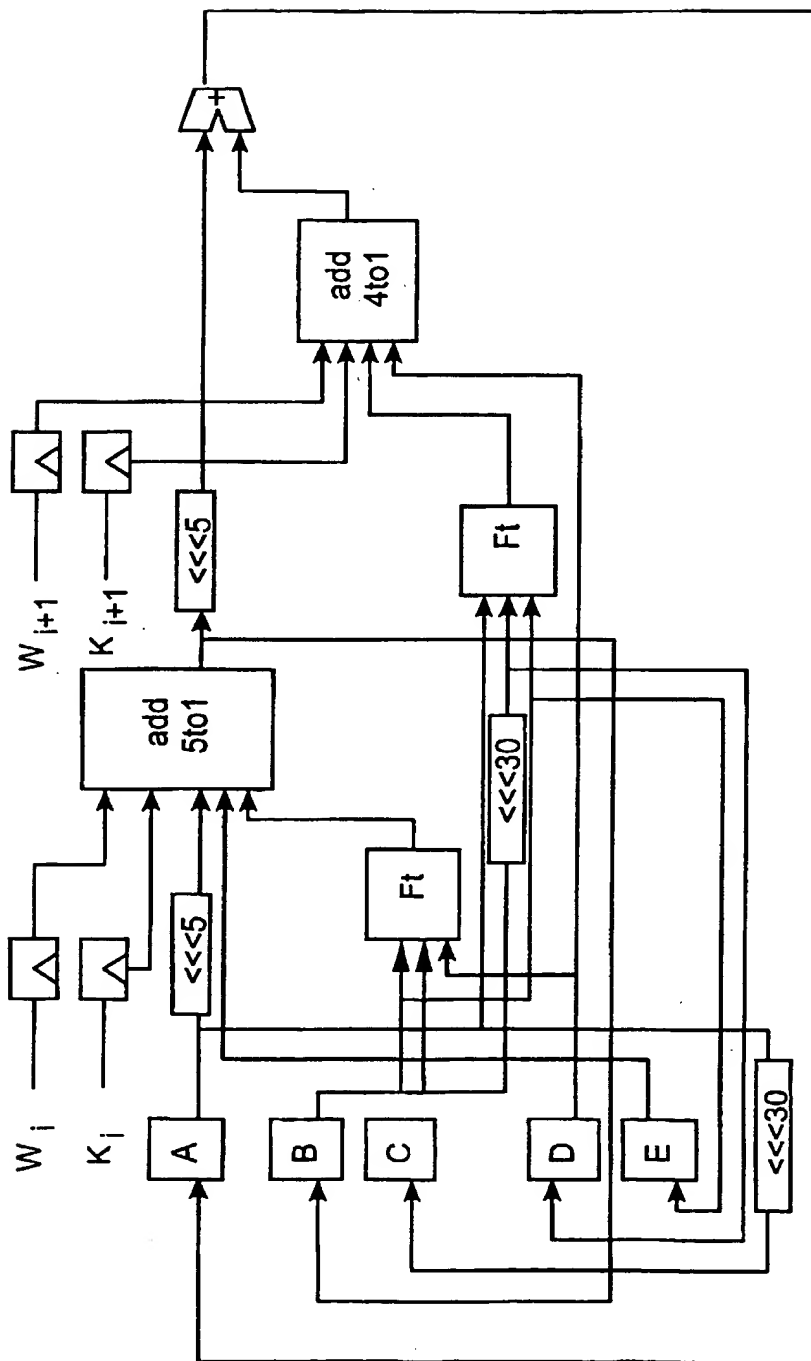 W i
K i
A
B
C
D
E
<<<30
<<<5
Ft
add
5to1
<<<30
W i+1
K i+1
<<<5
Ft
add
4to1
+